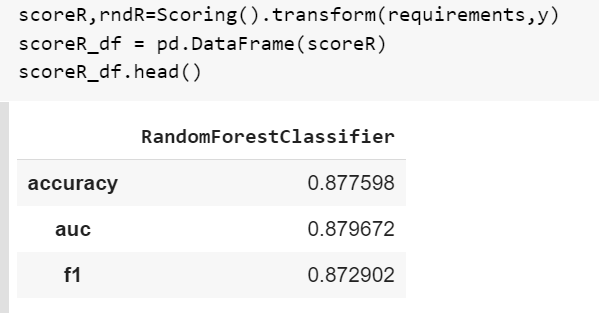 scoreR,rndR=Scoring().transform(requirements,y)
scoreR_df = pd.DataFrame(scoreR)
scoreR_df.head()
RandomForestClassifier
accuracy 0.877598
auc 0.879672
f1 0.872902